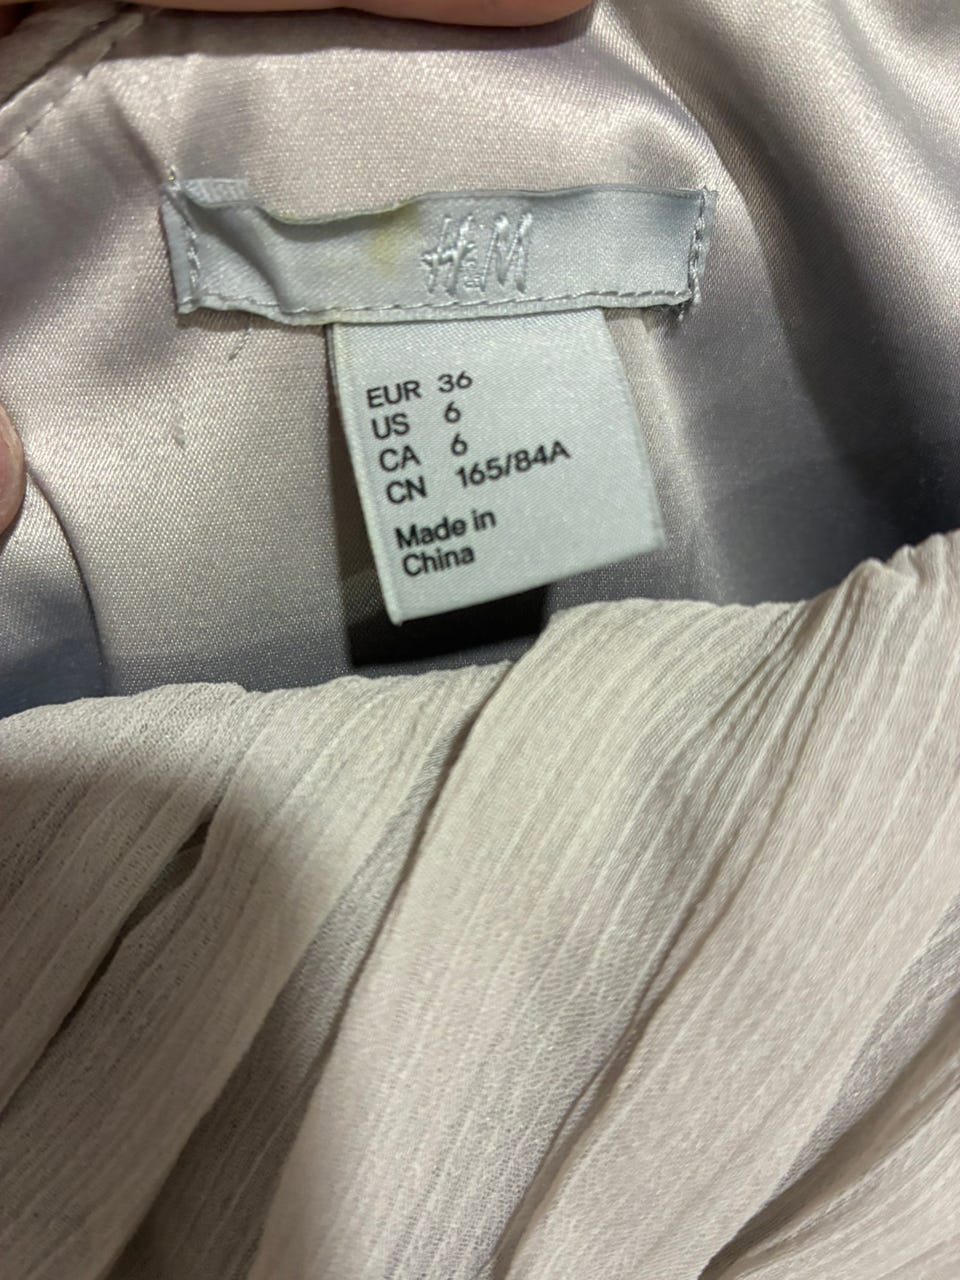 H&M
EUR 36
US 6
CA 6
CN 165/84A
Made in
China